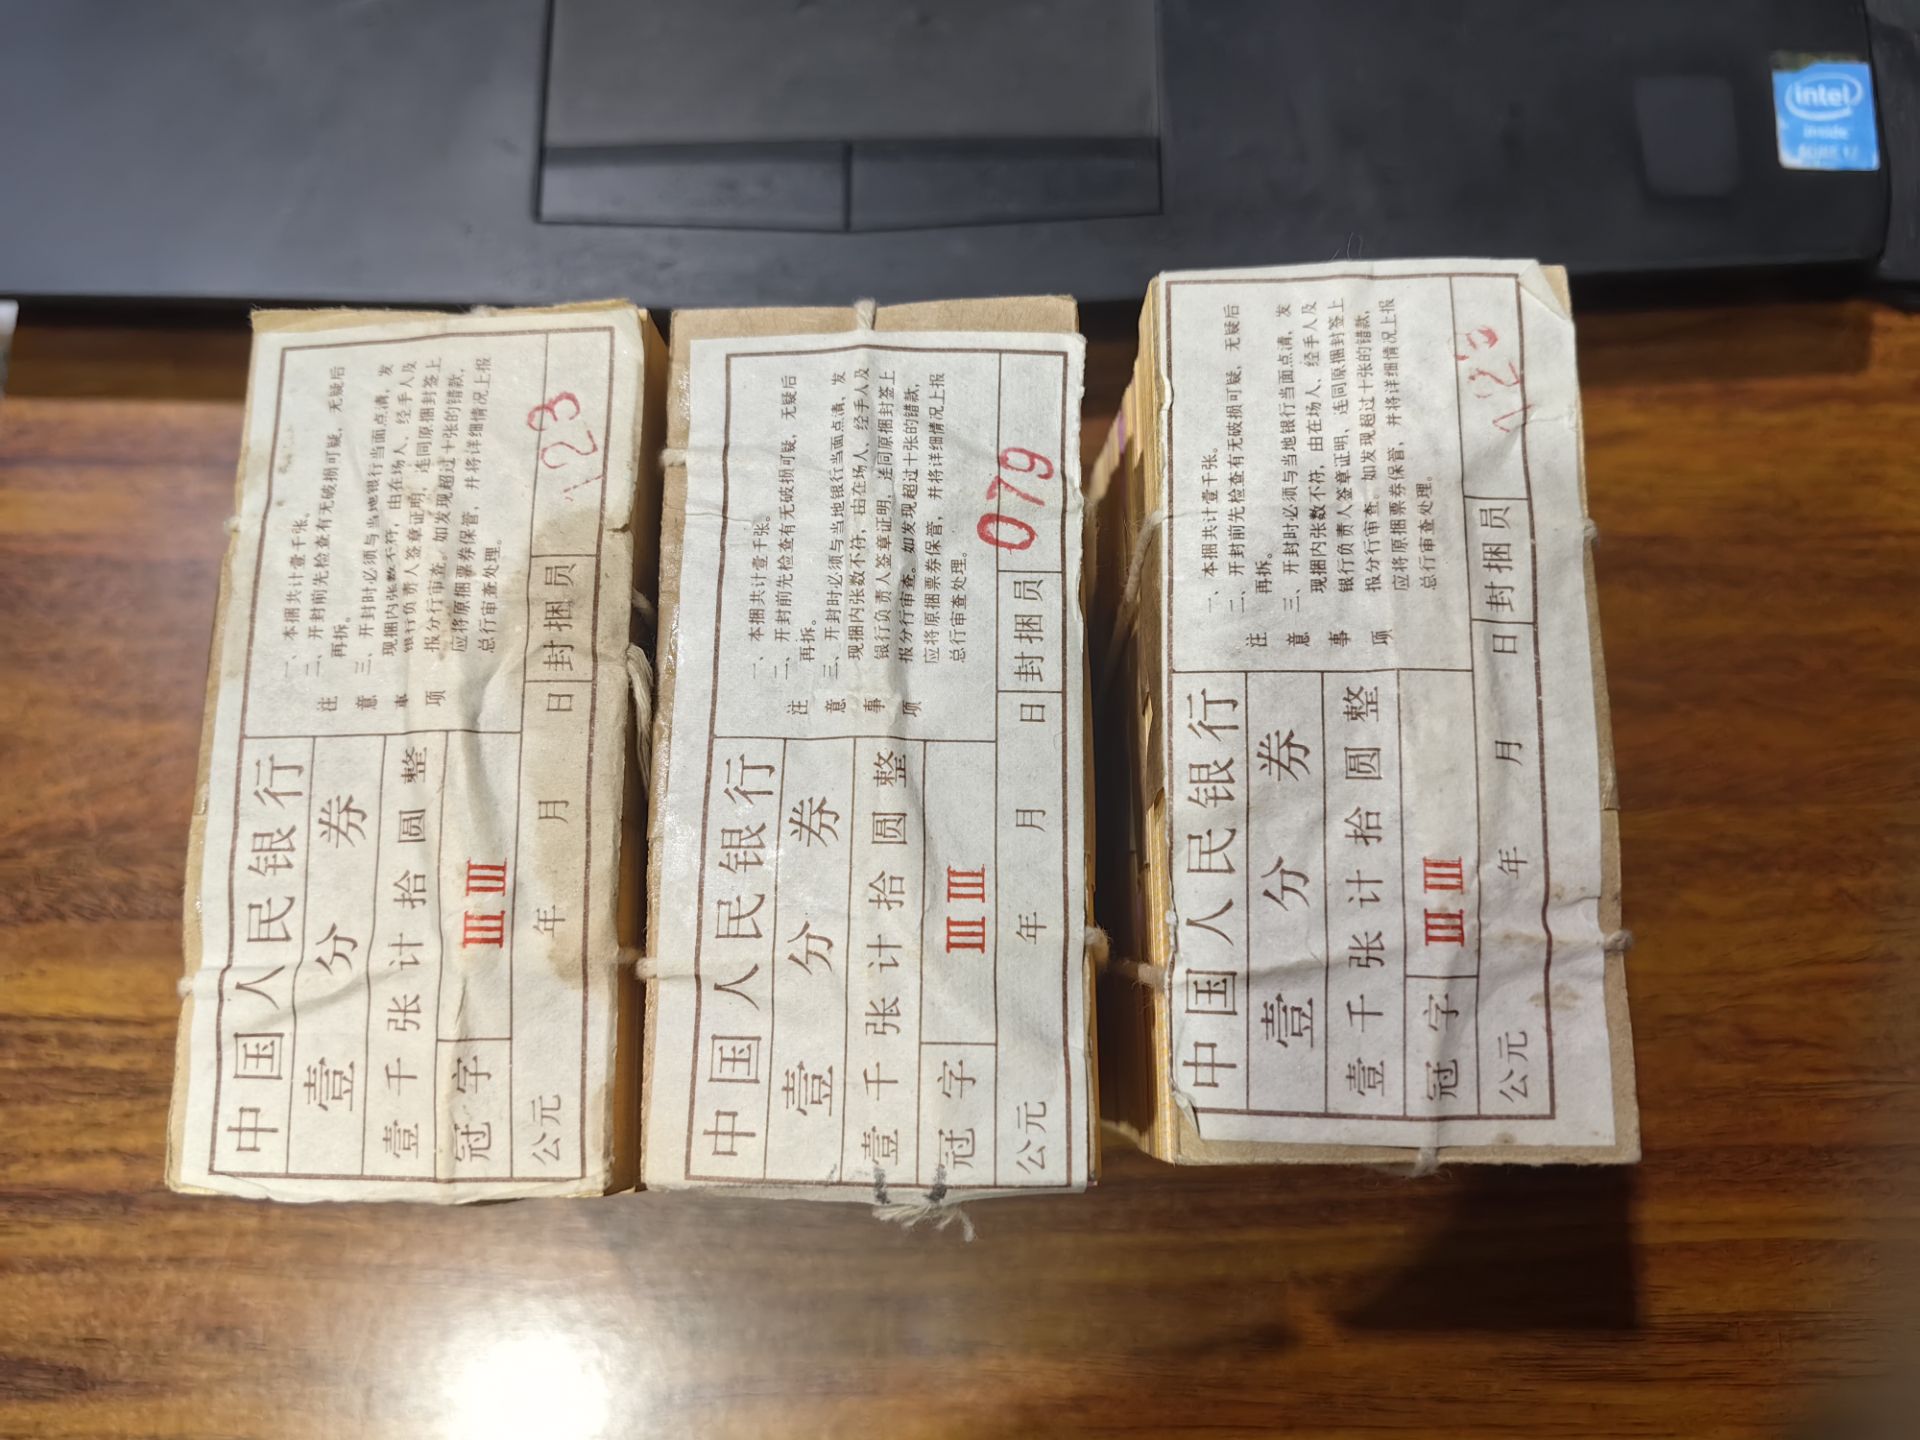 intel
inside
CORE i7
中国人民银行
壹分券
壹千张计拾圆整
冠字 III III
公元 年 月 日 封捆员 123
注意事项
一、本捆共计壹千张。
二、开封前先检查有无破损可疑，无疑后
再拆。
三、开封时必须与当地银行当面点清，发
现捆内张数不符，由在场人、经手人及
银行负责人签章证明，连同原捆封签上
报分行审查。如发现超过十张的错款，
应将原捆票券保管，并将详细情况上报
总行审查处理。
中国人民银行
壹分券
壹千张计拾圆整
冠字 III III
公元 年 月 日 封捆员 079
注意事项
一、本捆共计壹千张。
二、开封前先检查有无破损可疑，无疑后
再拆。
三、开封时必须与当地银行当面点清，发
现捆内张数不符，由在场人、经手人及
银行负责人签章证明，连同原捆封签上
报分行审查。如发现超过十张的错款，
应将原捆票券保管，并将详细情况上报
总行审查处理。
中国人民银行
壹分券
壹千张计拾圆整
冠字 III III
公元 年 月 日 封捆员 123
注意事项
一、本捆共计壹千张。
二、开封前先检查有无破损可疑，无疑后
再拆。
三、开封时必须与当地银行当面点清，发
现捆内张数不符，由在场人、经手人及
银行负责人签章证明、连同原捆封签上
报分行审查。如发现超过十张的错款，
应将原捆票券保管，并将详细情况上报
总行审查处理。